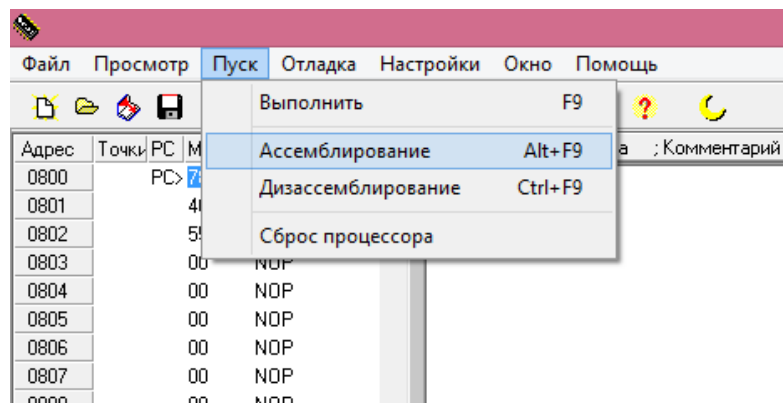 Файл Просмотр Пуск Отладка Настройки Окно Помощь
Выполнить F9
Ассемблирование Alt+F9
Дизассемблирование Ctrl+F9
Сброс процессора
Адрес Точки PC ; Комментарий
0800 PC>
0801
0802
0803 00 NOP
0804 00 NOP
0805 00 NOP
0806 00 NOP
0807 00 NOP